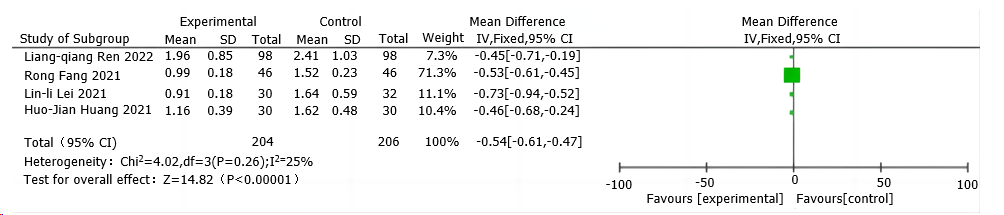 Experimental Control Mean Difference Mean Difference
Study of Subgroup Mean SD Total Mean SD Total Weight IV,Fixed,95% CI IV,Fixed,95% CI
Liang-qiang Ren 2022 1.96 0.85 98 2.41 1.03 98 7.3% -0.45[-0.71,-0.19]
Rong Fang 2021 0.99 0.18 46 1.52 0.23 46 71.3% -0.53[-0.61,-0.45]
Lin-li Lei 2021 0.91 0.18 30 1.64 0.59 32 11.1% -0.73[-0.94,-0.52]
Huo-Jian Huang 2021 1.16 0.39 30 1.62 0.48 30 10.4% -0.46[-0.68,-0.24]
Total（95% CI) 204 206 100% -0.54[-0.61,-0.47]
Heterogeneity：Chi²=4.02,df=3(P=0.26);I²=25%
Test for overall effect：Z=14.82（P<0.00001）
-100 -50 0 50 100
Favours [experimental] Favours[control]